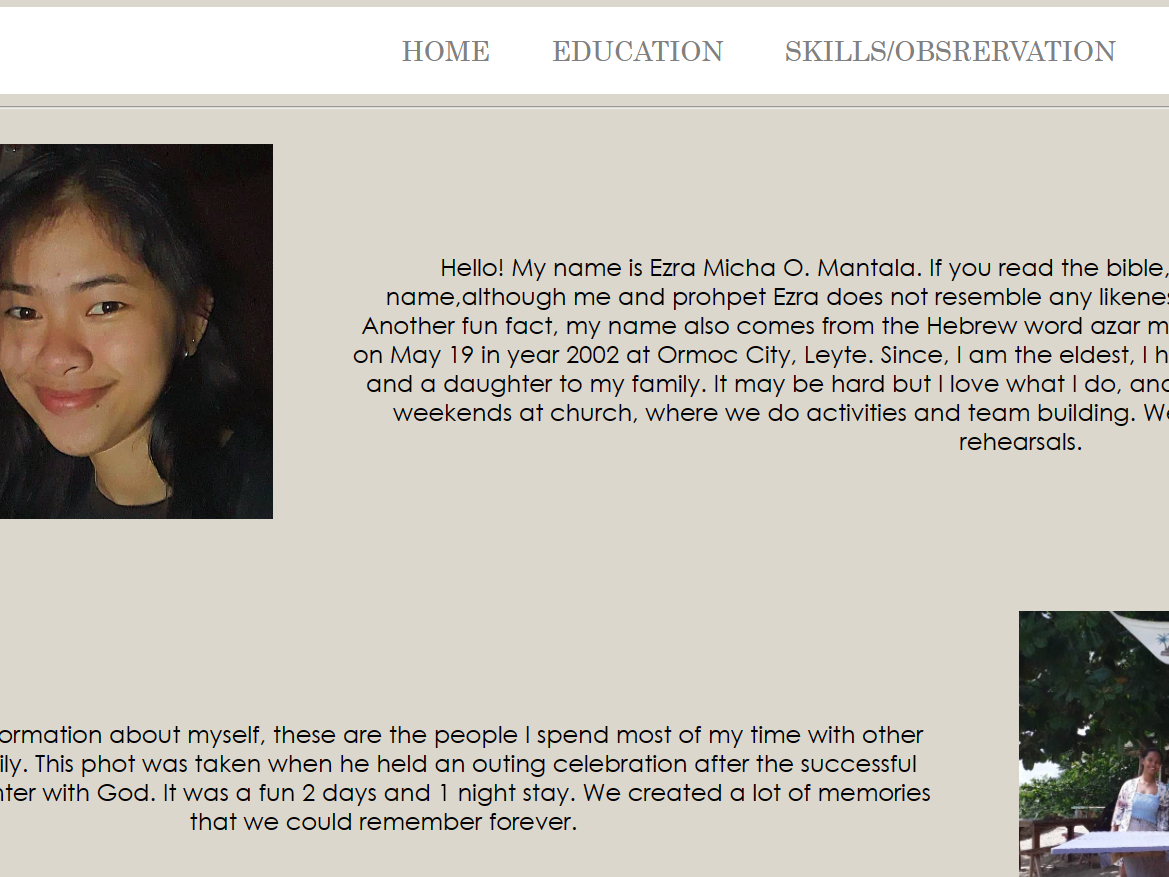 HOME EDUCATION SKILLS/OBSRERVATION
Hello! My name is Ezra Micha O. Mantala. If you read the bible,
name,although me and prohpet Ezra does not resemble any likenes
Another fun fact, my name also comes from the Hebrew word azar m
on May 19 in year 2002 at Ormoc City, Leyte. Since, I am the eldest, I h
and a daughter to my family. It may be hard but I love what I do, and
weekends at church, where we do activities and team building. We
rehearsals.
ormation about myself, these are the people I spend most of my time with other
ily. This phot was taken when he held an outing celebration after the successful
nter with God. It was a fun 2 days and 1 night stay. We created a lot of memories
that we could remember forever.